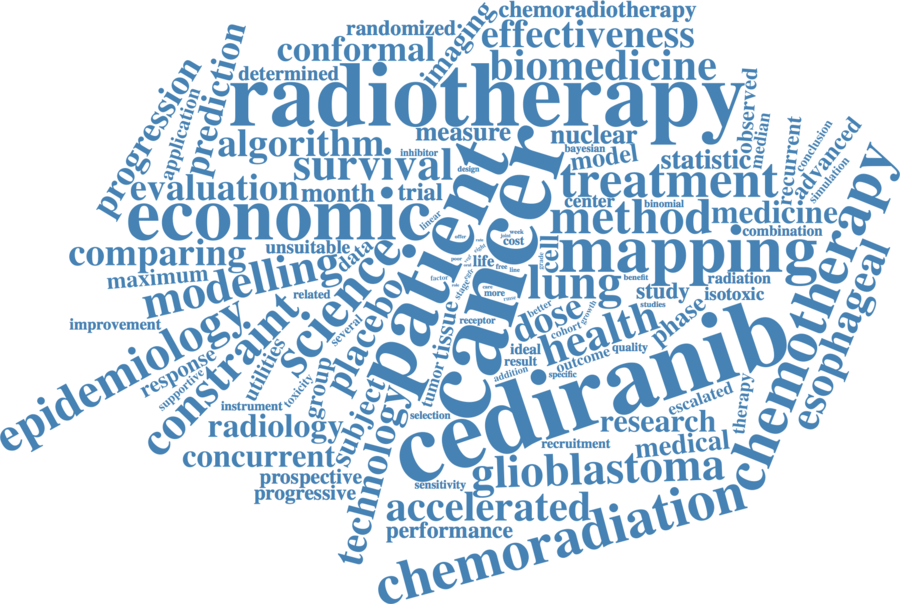 chemoradiotherapy
randomized
imaging
effectiveness
conformal
biomedicine
determined
prediction
progression
application
radiotherapy
observed
median
measure
nuclear
algorithm
bayesian
model
statistic
recurrent
conclusion
advanced
simulation
survival
inhibitor
design
evaluation
month
trial
treatment
center
binomial
economic
linear
patient
cancer
method
medicine
combination
comparing
unsuitable
data
week
cost
cell
grade
mapping
chemotherapy
maximum
modelling
science
factor
life
free
line
stage
more
lung
benefit
radiation
related
placebo
study
isotoxic
studies
improvement
constraint
several
receptor
better
dose
cohort
growth
health
phase
epidemiology
response
supportive
utilities
toxicity
group
tumor
tissue
ideal
result
outcome
quality
addition
specific
esophageal
instrument
subject
technology
selection
cediranib
escalated
therapy
radiology
research
concurrent
recruitment
medical
prospective
progressive
sensitivity
glioblastoma
accelerated
performance
chemoradiation